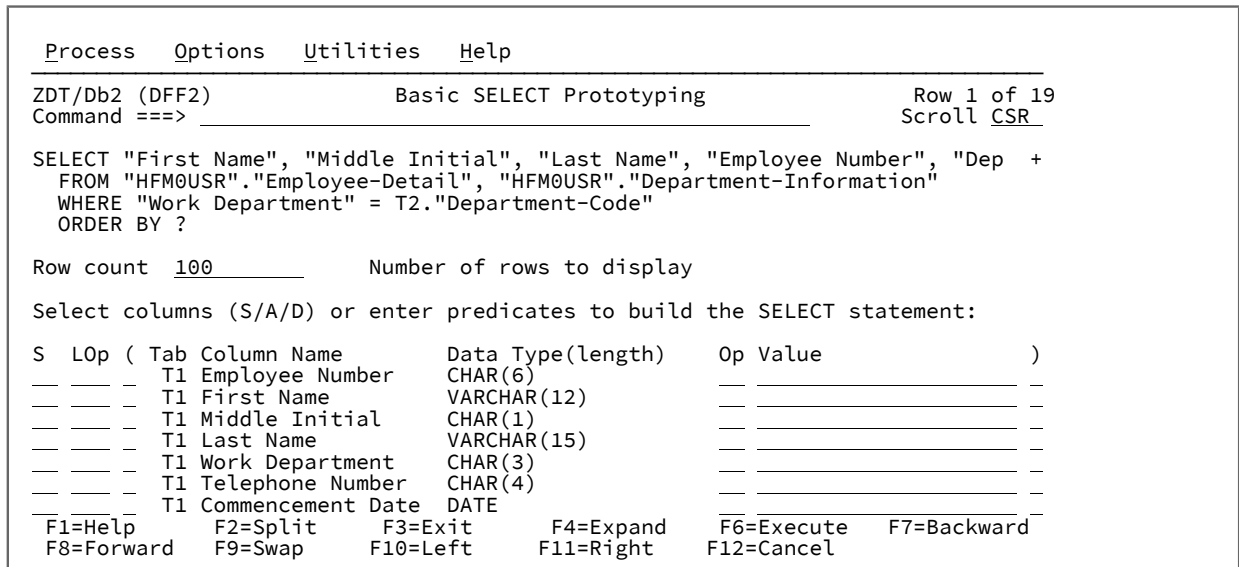 Process   Options   Utilities   Help
ZDT/Db2 (DFF2)                Basic SELECT Prototyping                Row 1 of 19
Command ===>                                                          Scroll CSR
SELECT "First Name", "Middle Initial", "Last Name", "Employee Number", "Dep  +
  FROM "HFM0USR"."Employee-Detail", "HFM0USR"."Department-Information"
  WHERE "Work Department" = T2."Department-Code"
  ORDER BY ?
Row count  100             Number of rows to display
Select columns (S/A/D) or enter predicates to build the SELECT statement:
S  LOp ( Tab Column Name        Data Type(length)    Op Value                )
          T1 Employee Number    CHAR(6)
          T1 First Name         VARCHAR(12)
          T1 Middle Initial     CHAR(1)
          T1 Last Name          VARCHAR(15)
          T1 Work Department    CHAR(3)
          T1 Telephone Number   CHAR(4)
          T1 Commencement Date  DATE
F1=Help      F2=Split     F3=Exit      F4=Expand    F6=Execute   F7=Backward
F8=Forward   F9=Swap     F10=Left     F11=Right    F12=Cancel